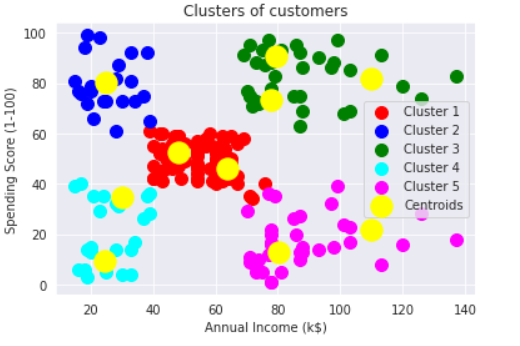 Clusters of customers
100
80
60
40
20
0
Spending Score (1-100)
Cluster 1
Cluster 2
Cluster 3
Cluster 4
Cluster 5
Centroids
20 40 60 80 100 120 140
Annual Income (k$)